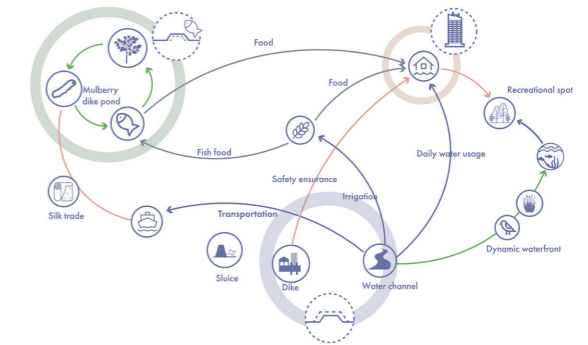 Food
Mulberry
dike pond
Food
Recreational spot
Fish food
Daily water usage
Safety ensurance
Irrigation
Silk trade
Transportation
Dynamic waterfront
Sluice
Dike
Water channel